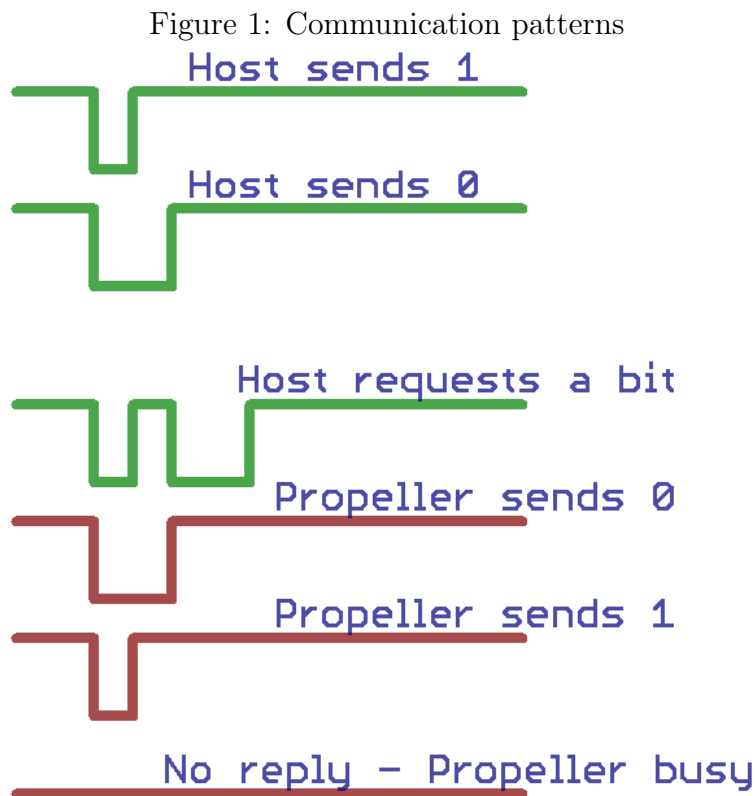 Figure 1: Communication patterns
Host sends 1
Host sends 0
Host requests a bit
Propeller sends 0
Propeller sends 1
No reply - Propeller busy